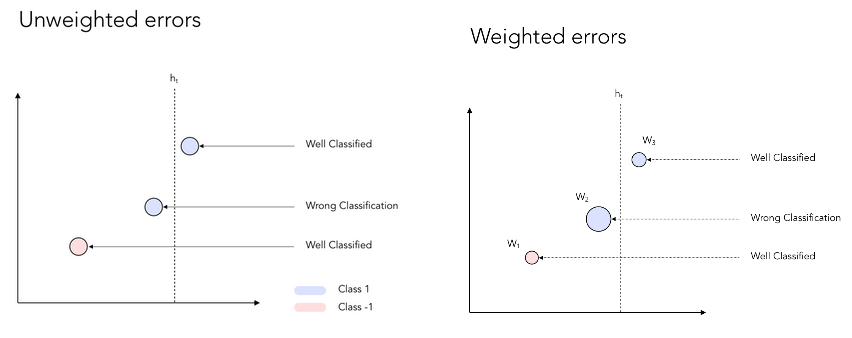 Unweighted errors
hₜ
Well Classified
Wrong Classification
Well Classified
Class 1
Class -1
Weighted errors
hₜ
W₃
Well Classified
W₂
Wrong Classification
W₁
Well Classified